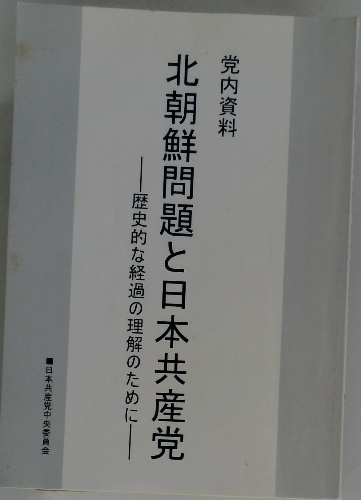 党内資料
北朝鮮問題と日本共産党
――歴史的な経過の理解のために――
■日本共産党中央委員会